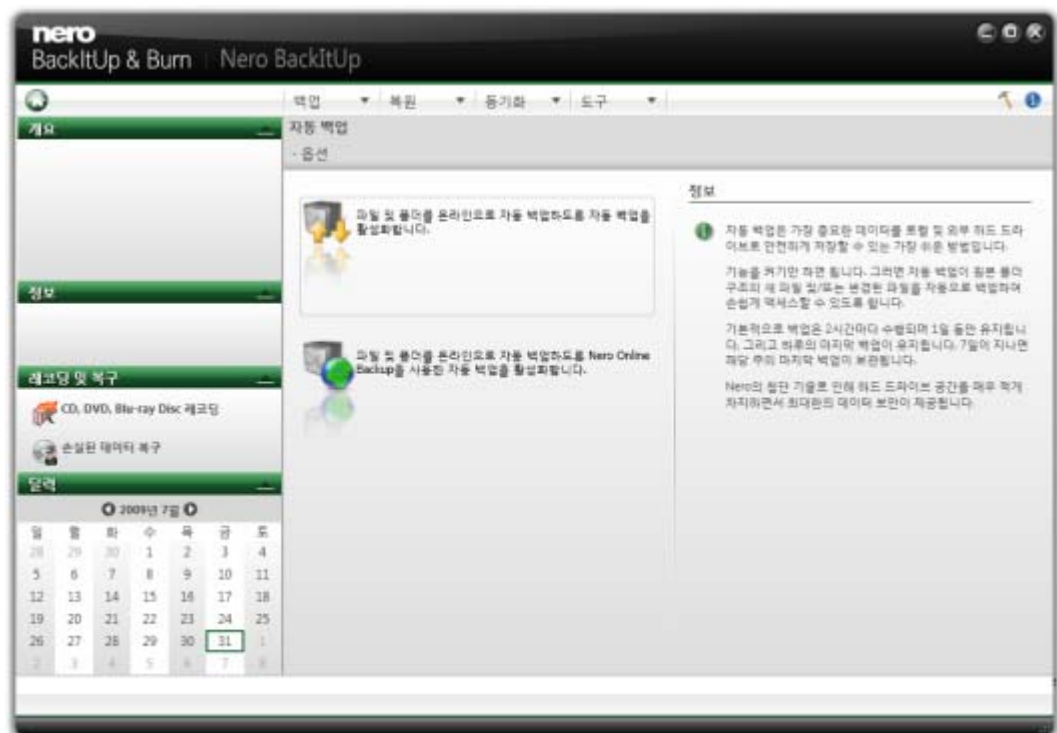 nero
BackItUp & Burn | Nero BackItUp
백업 복원 동기화 도구
개요
정보
레코딩 및 복구
CD, DVD, Blu-ray Disc 레코딩
손실된 데이터 복구
달력
2009년 7월
일 월 화 수 목 금 토
28 29 30 1 2 3 4
5 6 7 8 9 10 11
12 13 14 15 16 17 18
19 20 21 22 23 24 25
26 27 28 29 30 31 1
2 3 4 5 6 7 8
자동 백업
- 옵션
파일 및 폴더를 온라인으로 자동 백업하도록 자동 백업을
활성화합니다.
파일 및 폴더를 온라인으로 자동 백업하도록 Nero Online
Backup을 사용한 자동 백업을 활성화합니다.
정보
자동 백업은 가장 중요한 데이터를 로컬 및 외부 하드 드라
이브로 안전하게 저장할 수 있는 가장 쉬운 방법입니다.
기능을 켜기만 하면 됩니다. 그러면 자동 백업이 원본 폴더
구조의 새 파일 및/또는 변경된 파일을 자동으로 백업하여
손쉽게 액세스할 수 있도록 합니다.
기본적으로 백업은 2시간마다 수행되며 1일 동안 유지됩니
다. 그리고 하루의 마지막 백업이 유지됩니다. 7일이 지나면
해당 주의 마지막 백업이 보관됩니다.
Nero의 첨단 기술로 인해 하드 드라이브 공간을 매우 적게
차지하면서 최대한의 데이터 보안이 제공됩니다.